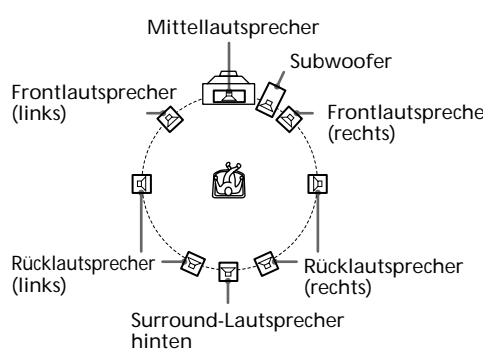 Mittellautsprecher
Subwoofer
Frontlautsprecher
(links)
Frontlautspreche
(rechts)
Rücklautsprecher
(links)
Rücklautsprecher
(rechts)
Surround-Lautsprecher
hinten